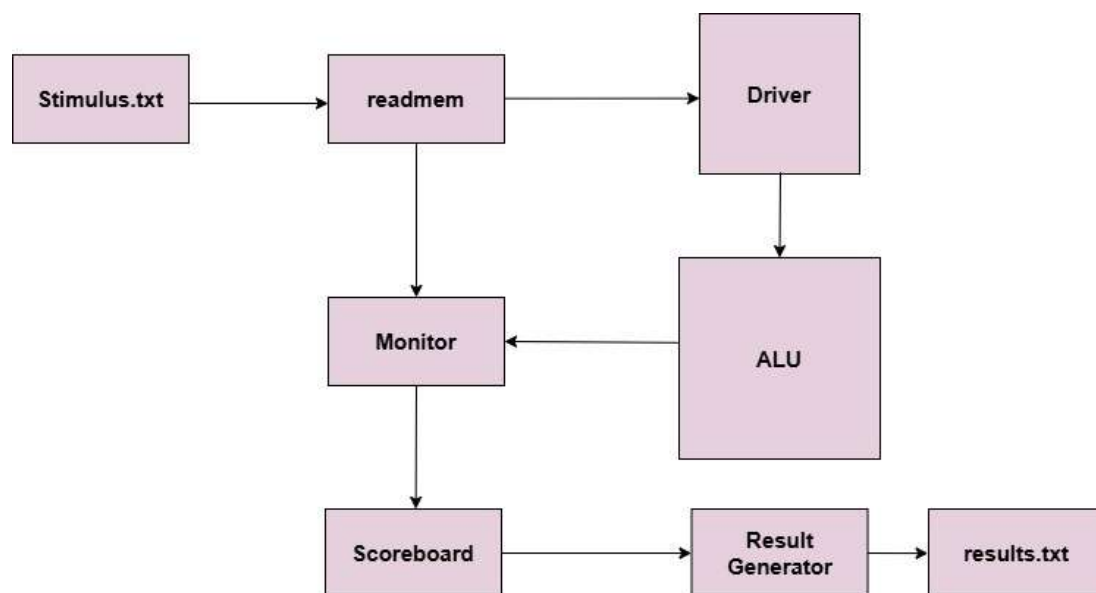 Stimulus.txt
readmem
Driver
Monitor
ALU
Scoreboard
Result
Generator
results.txt